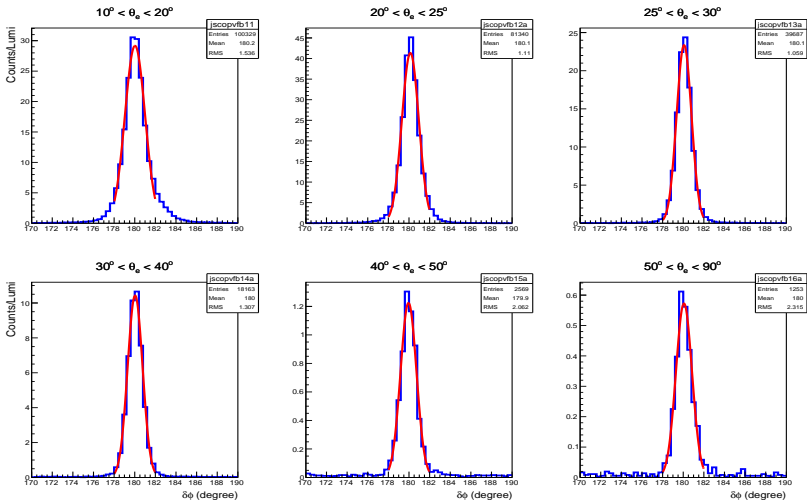 10° < θe < 20°
jscopvfb11
Entries 100329
Mean 180.2
RMS 1.536
Counts/Lumi
30
25
20
15
10
5
0
170 172 174 176 178 180 182 184 186 188 190
20° < θe < 25°
jscopvfb12a
Entries 81340
Mean 180.1
RMS 1.11
45
40
35
30
25
20
15
10
5
0
170 172 174 176 178 180 182 184 186 188 190
25° < θe < 30°
jscopvfb13a
Entries 39687
Mean 180.1
RMS 1.059
25
20
15
10
5
0
170 172 174 176 178 180 182 184 186 188 190
30° < θe < 40°
jscopvfb14a
Entries 18163
Mean 180
RMS 1.307
Counts/Lumi
10
8
6
4
2
0
170 172 174 176 178 180 182 184 186 188 190
δϕ (degree)
40° < θe < 50°
jscopvfb15a
Entries 2569
Mean 179.9
RMS 2.062
1.2
1
0.8
0.6
0.4
0.2
0
170 172 174 176 178 180 182 184 186 188 190
δϕ (degree)
50° < θe < 90°
jscopvfb16a
Entries 1253
Mean 180
RMS 2.315
0.6
0.5
0.4
0.3
0.2
0.1
0
170 172 174 176 178 180 182 184 186 188 190
δϕ (degree)